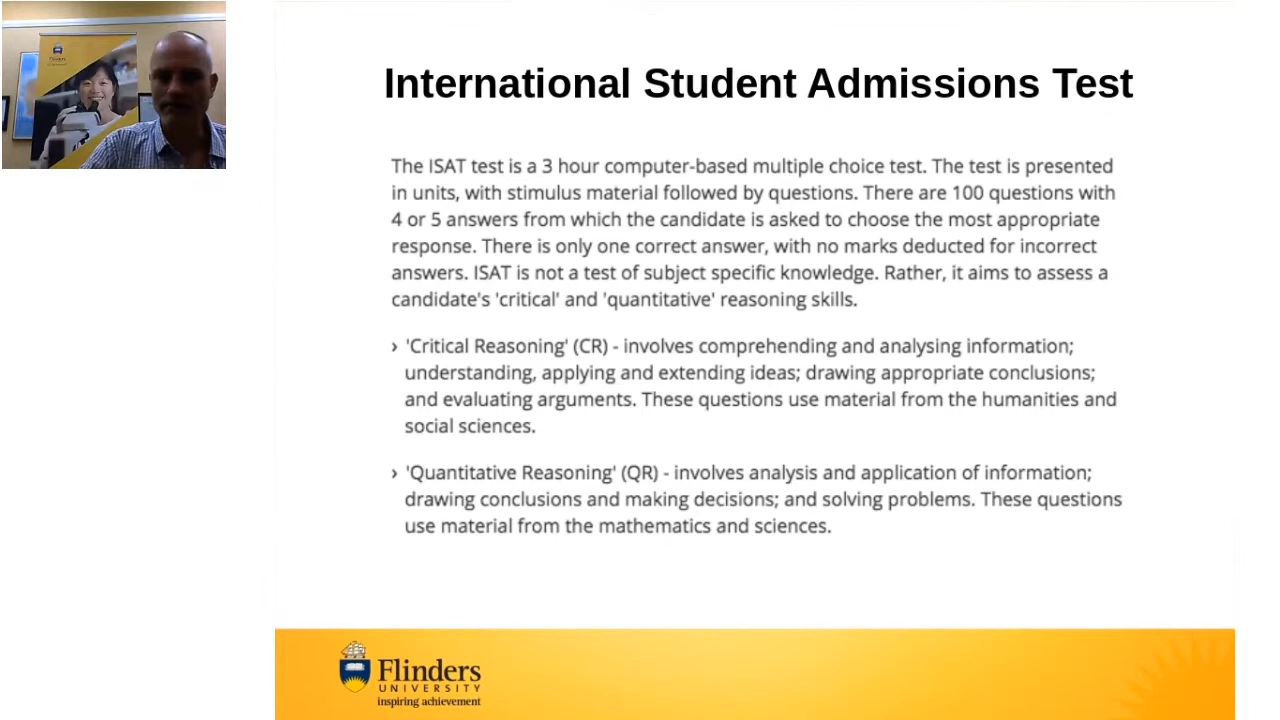 International Student Admissions Test
The ISAT test is a 3 hour computer-based multiple choice test. The test is presented
in units, with stimulus material followed by questions. There are 100 questions with
4 or 5 answers from which the candidate is asked to choose the most appropriate
response. There is only one correct answer, with no marks deducted for incorrect
answers. ISAT is not a test of subject specific knowledge. Rather, it aims to assess a
candidate's 'critical' and 'quantitative' reasoning skills.
› 'Critical Reasoning' (CR) - involves comprehending and analysing information;
understanding, applying and extending ideas; drawing appropriate conclusions;
and evaluating arguments. These questions use material from the humanities and
social sciences.
› 'Quantitative Reasoning' (QR) - involves analysis and application of information;
drawing conclusions and making decisions; and solving problems. These questions
use material from the mathematics and sciences.
Flinders
UNIVERSITY
inspiring achievement
Flinders